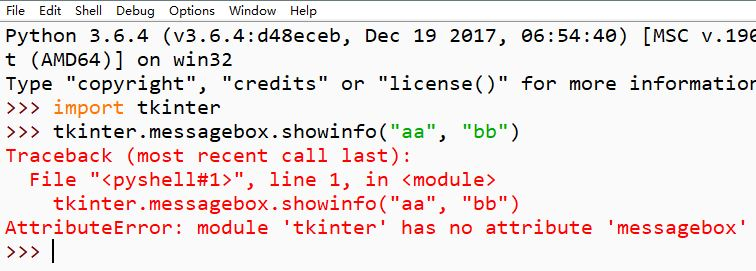 File Edit Shell Debug Options Window Help
Python 3.6.4 (v3.6.4:d48eceb, Dec 19 2017, 06:54:40) [MSC v.190
t (AMD64)] on win32
Type "copyright", "credits" or "license()" for more information
>>> import tkinter
>>> tkinter.messagebox.showinfo("aa", "bb")
Traceback (most recent call last):
  File "<pyshell#1>", line 1, in <module>
    tkinter.messagebox.showinfo("aa", "bb")
AttributeError: module 'tkinter' has no attribute 'messagebox'
>>>